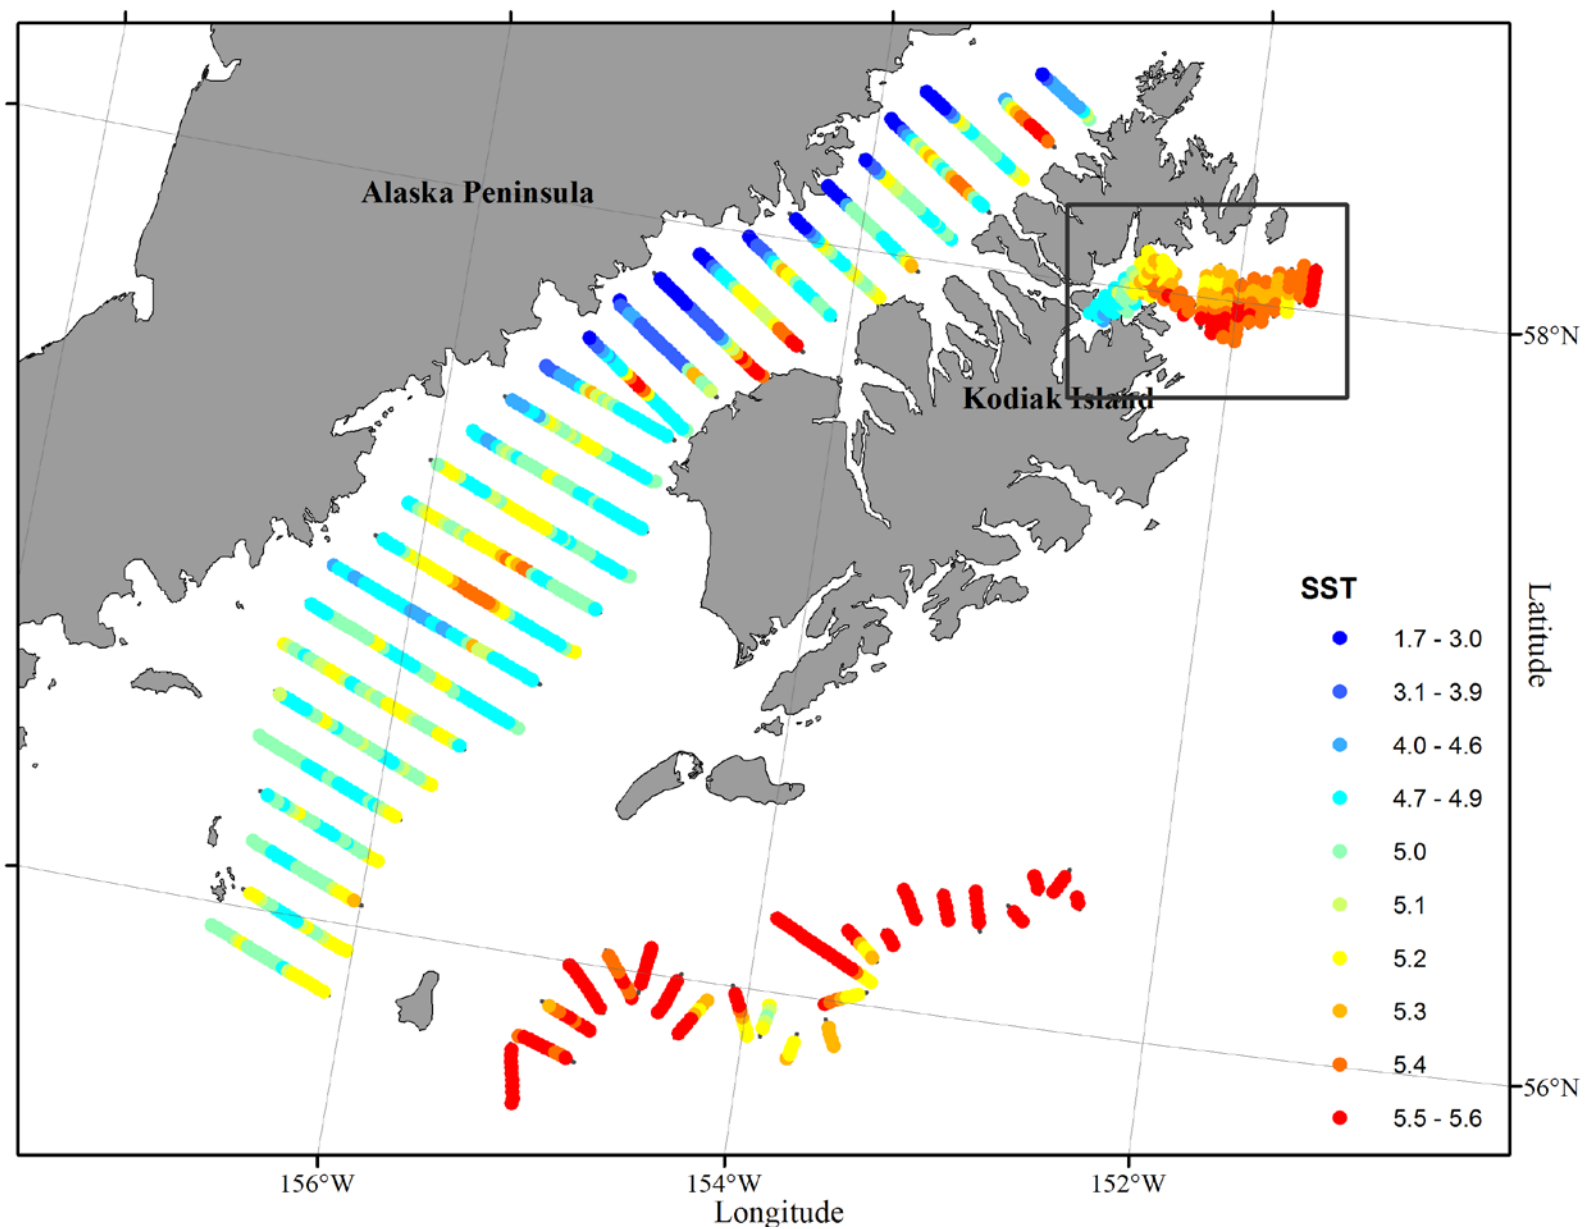 Alaska Peninsula
58°N
Kodiak Island
SST
Latitude
1.7 - 3.0
3.1 - 3.9
4.0 - 4.6
4.7 - 4.9
5.0
5.1
5.2
5.3
5.4
5.5 - 5.6
56°N
156°W
154°W
152°W
Longitude